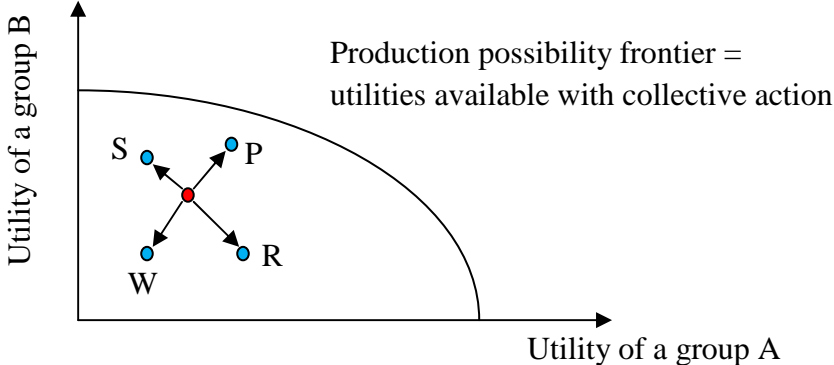 Utility of a group B
Production possibility frontier =
utilities available with collective action
S
P
W
R
Utility of a group A